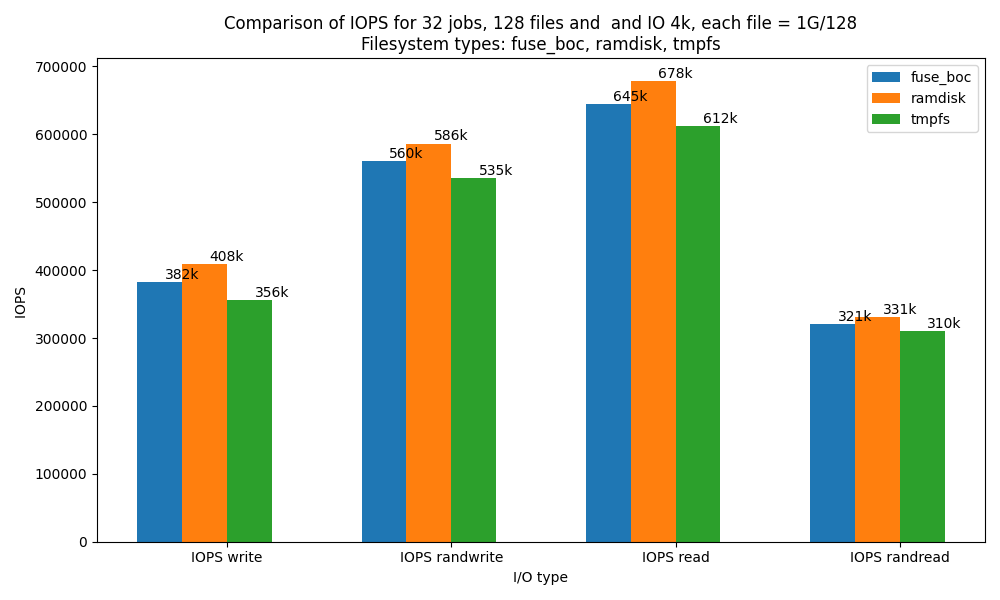 Comparison of IOPS for 32 jobs, 128 files and  and IO 4k, each file = 1G/128
Filesystem types: fuse_boc, ramdisk, tmpfs
fuse_boc
ramdisk
tmpfs
IOPS
700000
600000
500000
400000
300000
200000
100000
0
382k
408k
356k
560k
586k
535k
645k
678k
612k
321k
331k
310k
IOPS write
IOPS randwrite
IOPS read
IOPS randread
I/O type